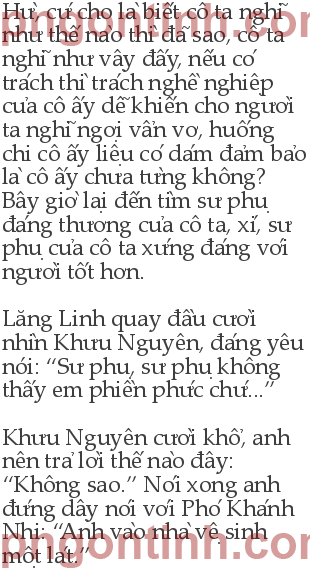 Hừ, cứ cho là biết cô ta nghĩ
như thế nào thì đã sao, cô ta
nghĩ như vậy đấy, nếu có
trách thì trách nghề nghiệp
của cô ấy dễ khiến cho người
ta nghĩ ngợi vẩn vơ, huống
chi cô ấy liệu có dám đảm bảo
là cô ấy chưa từng không?
Bây giờ lại đến tìm sư phụ
đáng thương của cô ta, xí, sư
phụ của cô ta xứng đáng với
người tốt hơn.

Lăng Linh quay đầu cười
nhìn Khưu Nguyên, đáng yêu
nói: “Sư phụ, sư phụ không
thấy em phiền phức chứ...”

Khưu Nguyên cười khổ, anh
nên trả lời thế nào đây:
“Không sao.” Nói xong anh
đứng dậy nói với Phó Khánh
Nhi: “Anh vào nhà vệ sinh
một lát.”
pngontinh.com
pngontinh.com